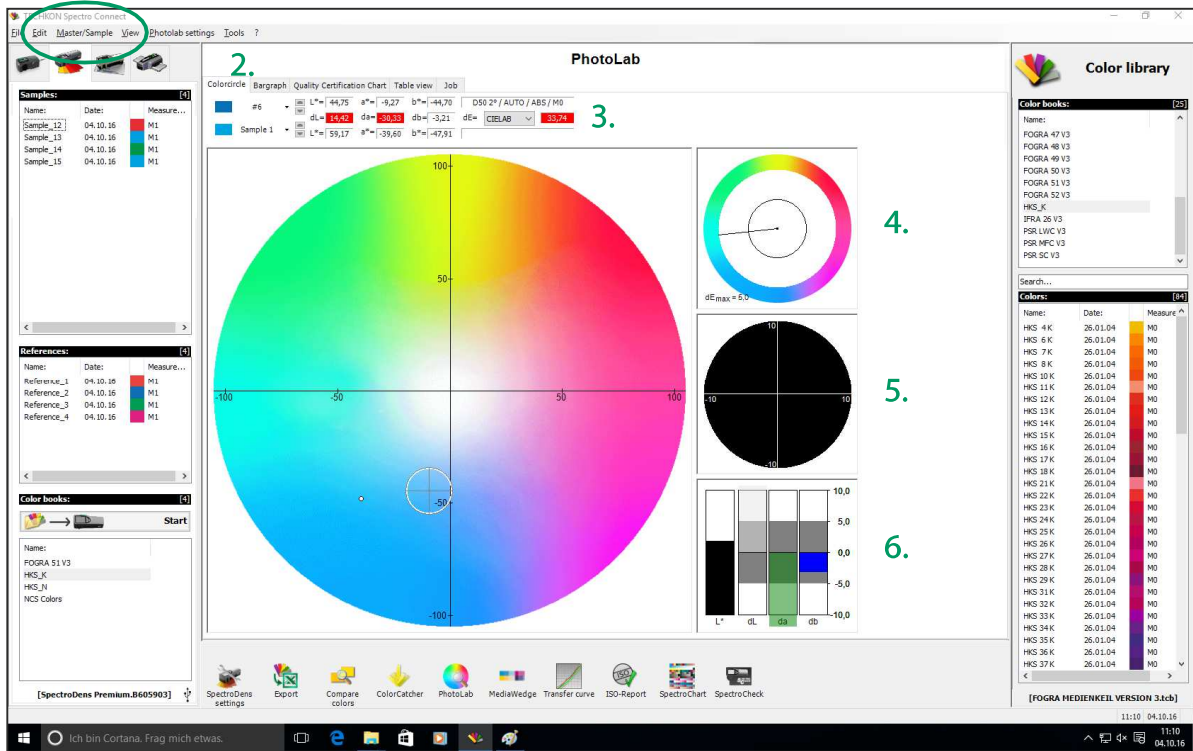 TECHKON Spectro Connect
File Edit Master/Sample View Photolab settings Tools ?
Samples: [4]
Name: Date: Measure...
Sample_12 04.10.16 M1
Sample_13 04.10.16 M1
Sample_14 04.10.16 M1
Sample_15 04.10.16 M1
References: [4]
Name: Date: Measure...
Reference_1 04.10.16 M1
Reference_2 04.10.16 M1
Reference_3 04.10.16 M1
Reference_4 04.10.16 M1
Color books: [4]
Start
Name:
FOGRA 51 V3
HKS_K
HKS_N
NCS Colors
[SpectroDens Premium.B605903]
PhotoLab
2.
Colorcircle Bargraph Quality Certification Chart Table view Job
#6 L*= 44,75 a*= -9,27 b*= -44,70 D50 2° / AUTO / ABS / M0
dL= 14,42 da= -30,33 db= -3,21 dE= CIELAB 33,74
Sample 1 L*= 59,17 a*= -39,60 b*= -47,91
3.
100
50
-100 -50 50 100
-50
-100
dEmax = 5,0
4.
10
-10 10
-10
5.
10,0
5,0
0,0
-5,0
-10,0
L* dL da db
6.
SpectroDens settings
Export
Compare colors
ColorCatcher
PhotoLab
MediaWedge
Transfer curve
ISO
ISO-Report
SpectroChart
SpectroCheck
Color library
Color books: [25]
Name:
FOGRA 47 V3
FOGRA 48 V3
FOGRA 49 V3
FOGRA 50 V3
FOGRA 51 V3
FOGRA 52 V3
HKS_K
IFRA 26 V3
PSR LWC V3
PSR MFC V3
PSR SC V3
Search...
Colors: [84]
Name: Date: Measure
HKS 4 K 26.01.04 M0
HKS 6 K 26.01.04 M0
HKS 7 K 26.01.04 M0
HKS 8 K 26.01.04 M0
HKS 10 K 26.01.04 M0
HKS 11 K 26.01.04 M0
HKS 12 K 26.01.04 M0
HKS 13 K 26.01.04 M0
HKS 14 K 26.01.04 M0
HKS 15 K 26.01.04 M0
HKS 16 K 26.01.04 M0
HKS 17 K 26.01.04 M0
HKS 18 K 26.01.04 M0
HKS 21 K 26.01.04 M0
HKS 22 K 26.01.04 M0
HKS 23 K 26.01.04 M0
HKS 24 K 26.01.04 M0
HKS 25 K 26.01.04 M0
HKS 26 K 26.01.04 M0
HKS 27 K 26.01.04 M0
HKS 28 K 26.01.04 M0
HKS 29 K 26.01.04 M0
HKS 31 K 26.01.04 M0
HKS 32 K 26.01.04 M0
HKS 33 K 26.01.04 M0
HKS 34 K 26.01.04 M0
HKS 35 K 26.01.04 M0
HKS 36 K 26.01.04 M0
HKS 37 K 26.01.04 M0
[FOGRA MEDIENKEIL VERSION 3.tcb]
11:10 04.10.16
Ich bin Cortana. Frag mich etwas.
11:10
04.10.16